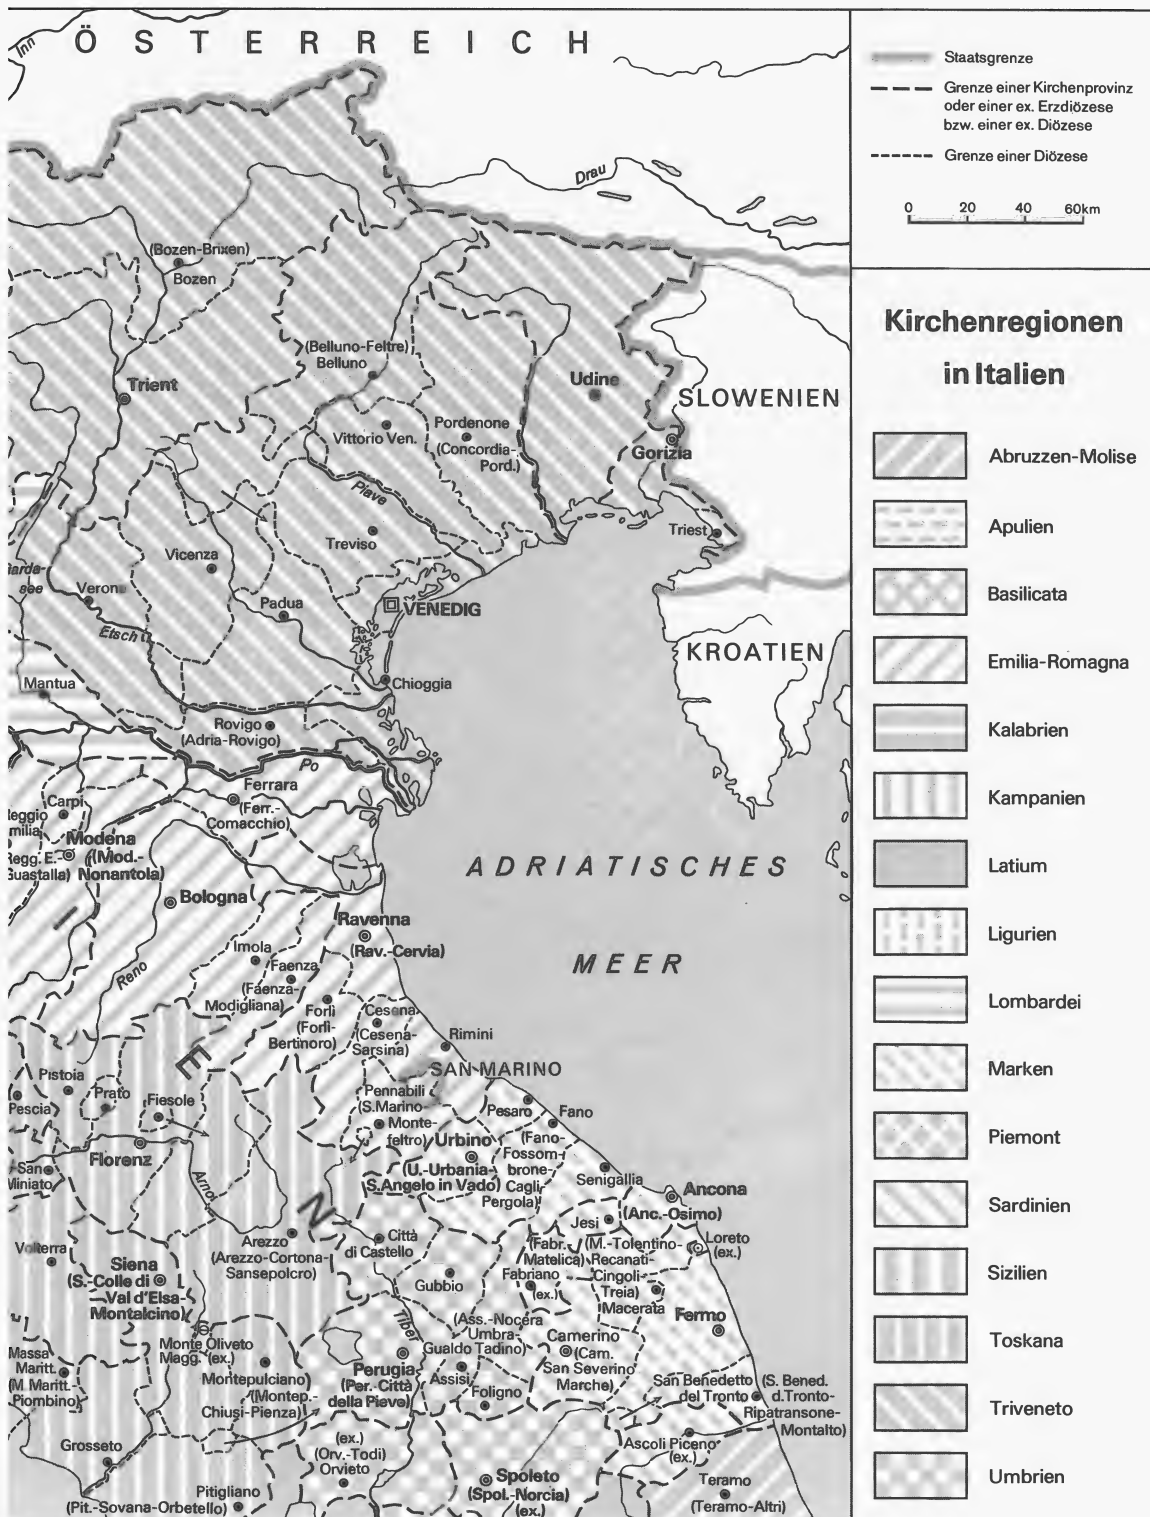 ÖSTERREICH
Inn
Drau
(Bozen-Brixen)
Bozen
(Belluno-Feltre)
Belluno
Trient
Udine
SLOWENIEN
Vittorio Ven.
Pordenone
(Concordia-
Pord.)
Gorizia
Piave
Treviso
Triest
Vicenza
Garda-
see
Verona
Padua
VENEDIG
Etsch
KROATIEN
Mantua
Chioggia
Rovigo
(Adria-Rovigo)
Po
Ferrara
(Ferr.-
Comacchio)
Carpi
Reggio
Emilia
Modena
(Mod.-
Nonantola)
Regg. E.-
Guastalla)
ADRIATISCHES
MEER
Bologna
Ravenna
(Rav.-Cervia)
Imola
Faenza
(Faenza-
Modigliana)
Reno
Forlì
(Forlì-
Bertinoro)
Cesena
(Cesena-
Sarsina)
Rimini
I
E
N
SAN MARINO
Pistoia
Prato
Pescia
Fiesole
Pennabili
(S.Marino-
Monte-
feltro)
Pesaro
Fano
(Fano-
Fossom-
brone-
Cagli-
Pergola)
Urbino
(U.-Urbania-
S.Angelo in Vado)
Florenz
San
Miniato
Arno
Senigallia
Ancona
(Anc.-Osimo)
Jesi
Volterra
Arezzo
(Arezzo-Cortona-
Sansepolcro)
Città
di Castello
(Fabr.-
Matelica)
Fabriano
(ex.)
(M.-Tolentino-
Recanati-
Cingoli-
Treia)
Macerata
Loreto
(ex.)
Siena
(S.-Colle di
Val d'Elsa-
Montalcino)
Gubbio
Fermo
Tiber
(Ass.-Nocera
Umbra-
Gualdo Tadino)
Assisi
Camerino
(Cam.
San Severino
Marche)
Monte Oliveto
Magg. (ex.)
Massa
Maritt.
(M.Maritt.-
Piombino)
Montepulciano
(Montep.-
Chiusi-Pienza)
Perugia
(Per.-Città
della Pieve)
Foligno
San Benedetto
del Tronto
(S. Bened.
d.Tronto-
Ripatransone-
Montalto)
Grosseto
(ex.)
(Orv.-Todi)
Orvieto
Ascoli Piceno
(ex.)
Pitigliano
(Pit.-Sovana-Orbetello)
Spoleto
(Spol.-Norcia)
(ex.)
Teramo
(Teramo-Altri)
Staatsgrenze
Grenze einer Kirchenprovinz
oder einer ex. Erzdiözese
bzw. einer ex. Diözese
Grenze einer Diözese
0 20 40 60km
Kirchenregionen
in Italien
Abruzzen-Molise
Apulien
Basilicata
Emilia-Romagna
Kalabrien
Kampanien
Latium
Ligurien
Lombardei
Marken
Piemont
Sardinien
Sizilien
Toskana
Triveneto
Umbrien